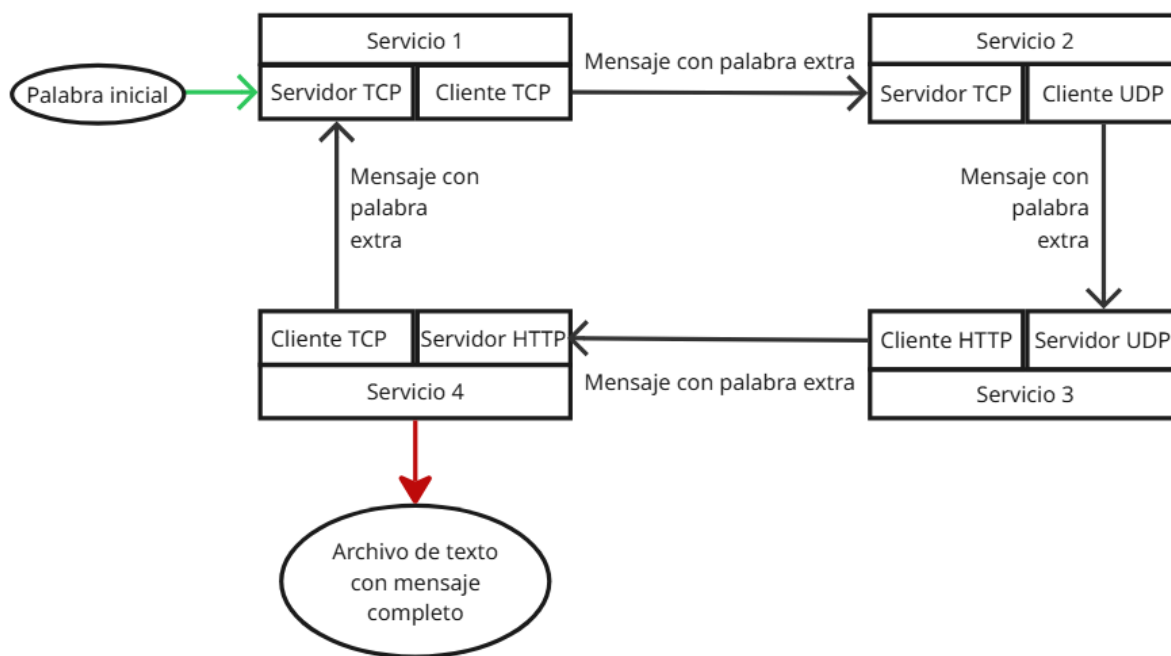 Servicio 1
Servicio 2
Palabra inicial
Servidor TCP
Cliente TCP
Mensaje con palabra extra
Servidor TCP
Cliente UDP
Mensaje con
palabra
extra
Mensaje con
palabra
extra
Cliente TCP
Servidor HTTP
Servicio 4
Mensaje con palabra extra
Cliente HTTP
Servidor UDP
Servicio 3
Archivo de texto
con mensaje
completo